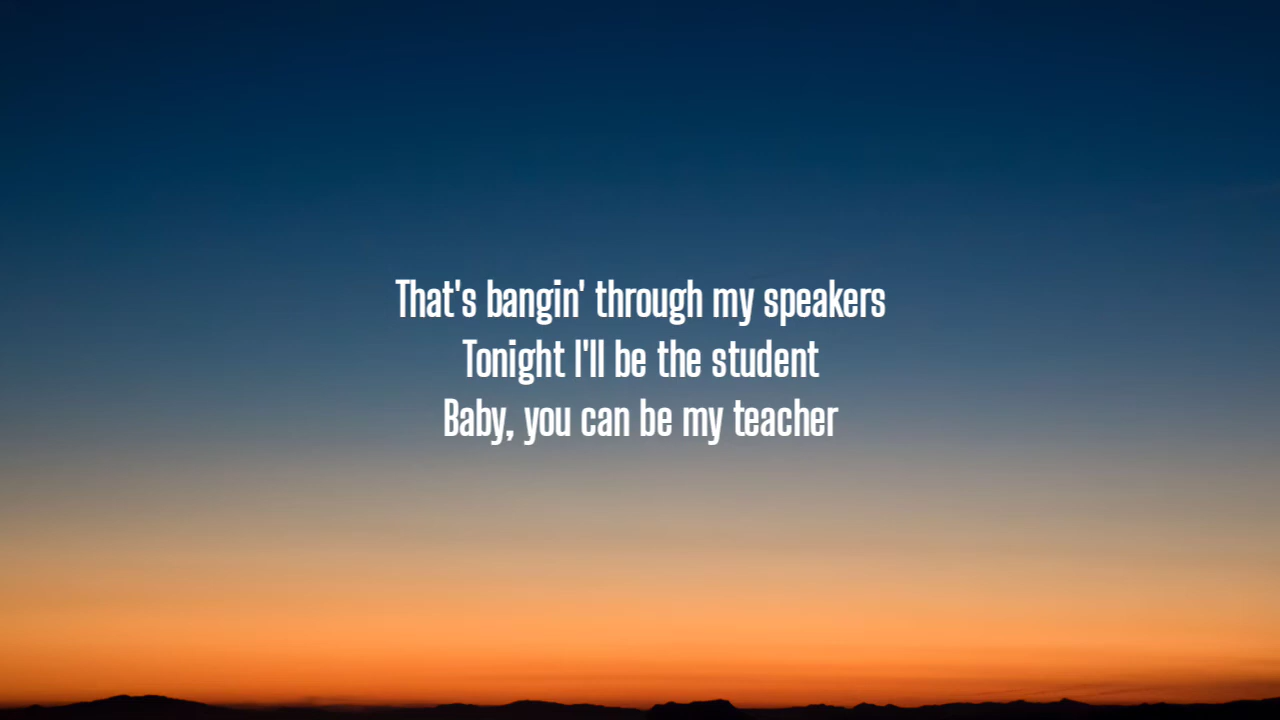 That's bangin' through my speakers
Tonight I'll be the student
Baby, you can be my teacher